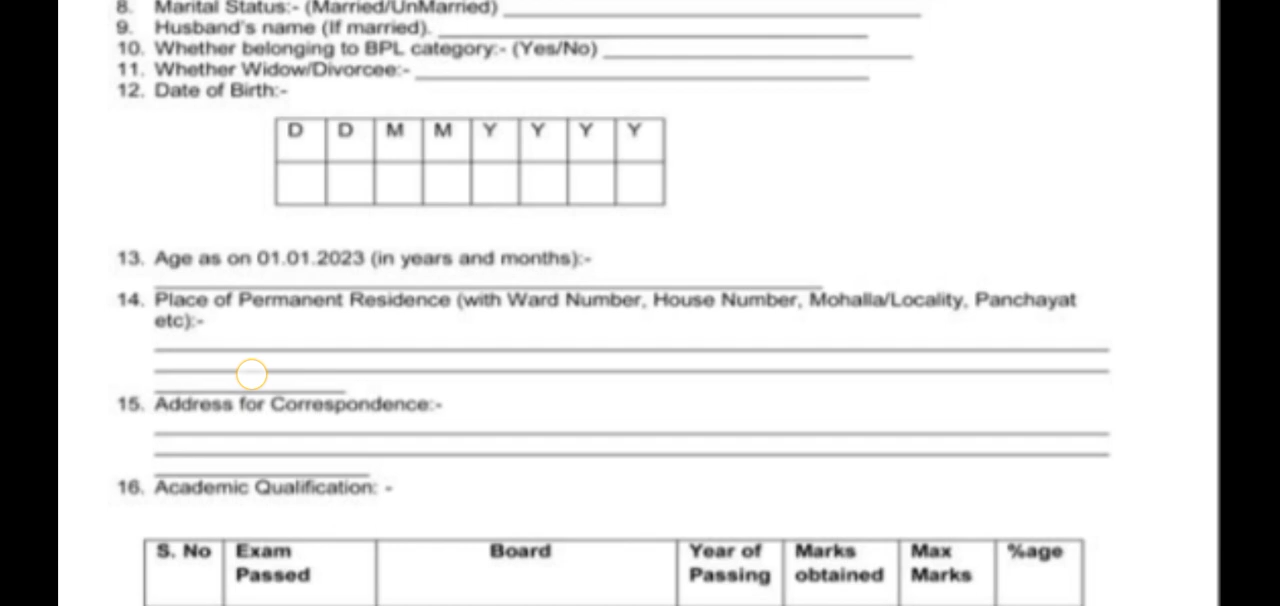 8. Marital Status:- (Married/UnMarried)
9. Husband's name (If married).
10. Whether belonging to BPL category:- (Yes/No)
11. Whether Widow/Divorcee:-
12. Date of Birth:-
D D M M Y Y Y Y
13. Age as on 01.01.2023 (in years and months):-
14. Place of Permanent Residence (with Ward Number, House Number, Mohalla/Locality, Panchayat
etc):-
15. Address for Correspondence:-
16. Academic Qualification: -
S. No Exam Board Year of Marks Max %age
Passed Passing obtained Marks